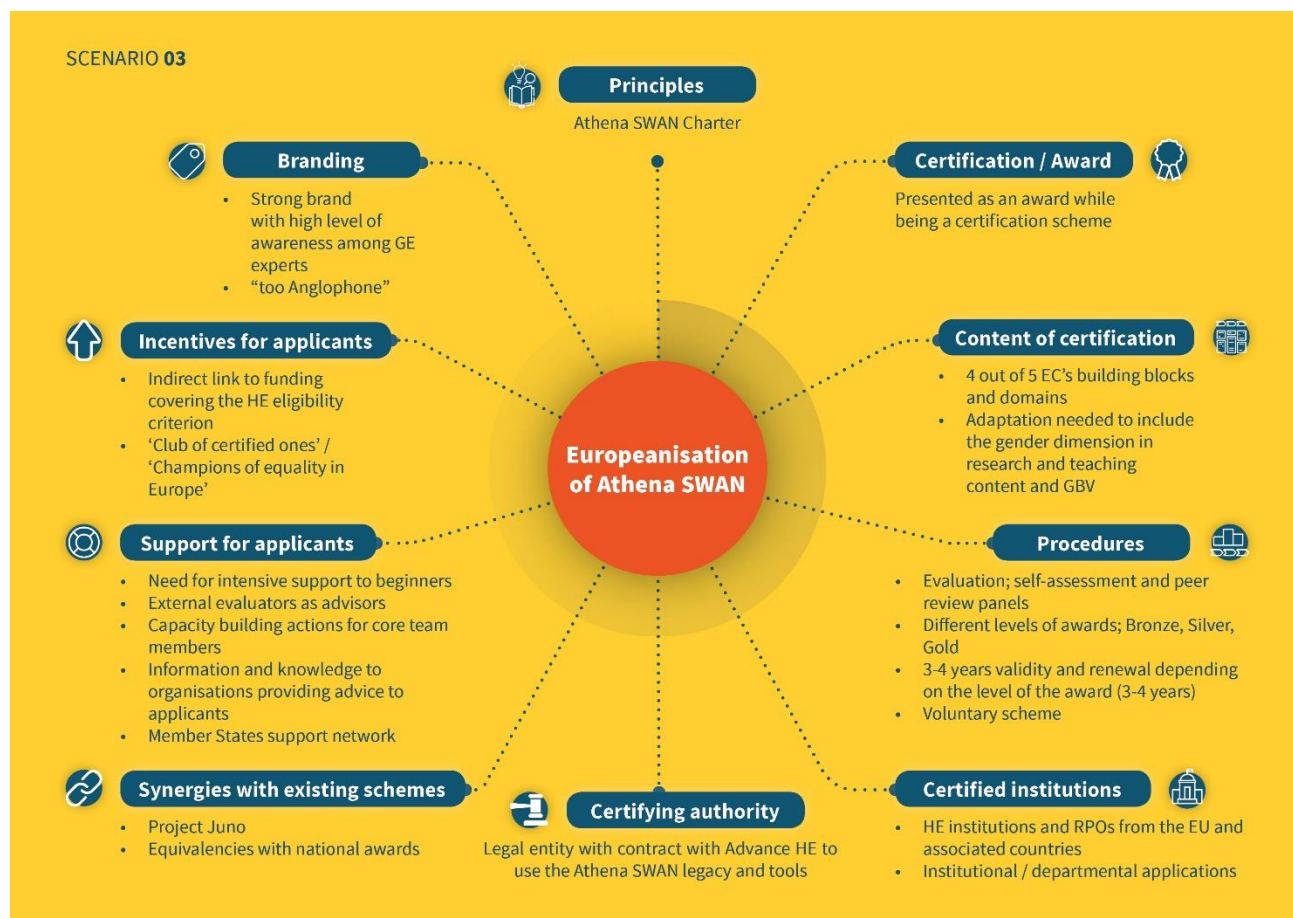 SCENARIO 03
Principles
Athena SWAN Charter
Branding
• Strong brand
with high level of
awareness among GE
experts
• “too Anglophone”
Certification / Award
Presented as an award while
being a certification scheme
Incentives for applicants
• Indirect link to funding
covering the HE eligibility
criterion
• ‘Club of certified ones’ /
‘Champions of equality in
Europe’
Content of certification
• 4 out of 5 EC’s building blocks
and domains
• Adaptation needed to include
the gender dimension in
research and teaching
content and GBV
Europeanisation
of Athena SWAN
Support for applicants
• Need for intensive support to beginners
• External evaluators as advisors
• Capacity building actions for core team
members
• Information and knowledge to
organisations providing advice to
applicants
• Member States support network
Procedures
• Evaluation; self-assessment and peer
review panels
• Different levels of awards; Bronze, Silver,
Gold
• 3-4 years validity and renewal depending
on the level of the award (3-4 years)
• Voluntary scheme
Synergies with existing schemes
• Project Juno
• Equivalencies with national awards
Certifying authority
Legal entity with contract with Advance HE to
use the Athena SWAN legacy and tools
Certified institutions
• HE institutions and RPOs from the EU and
associated countries
• Institutional / departmental applications